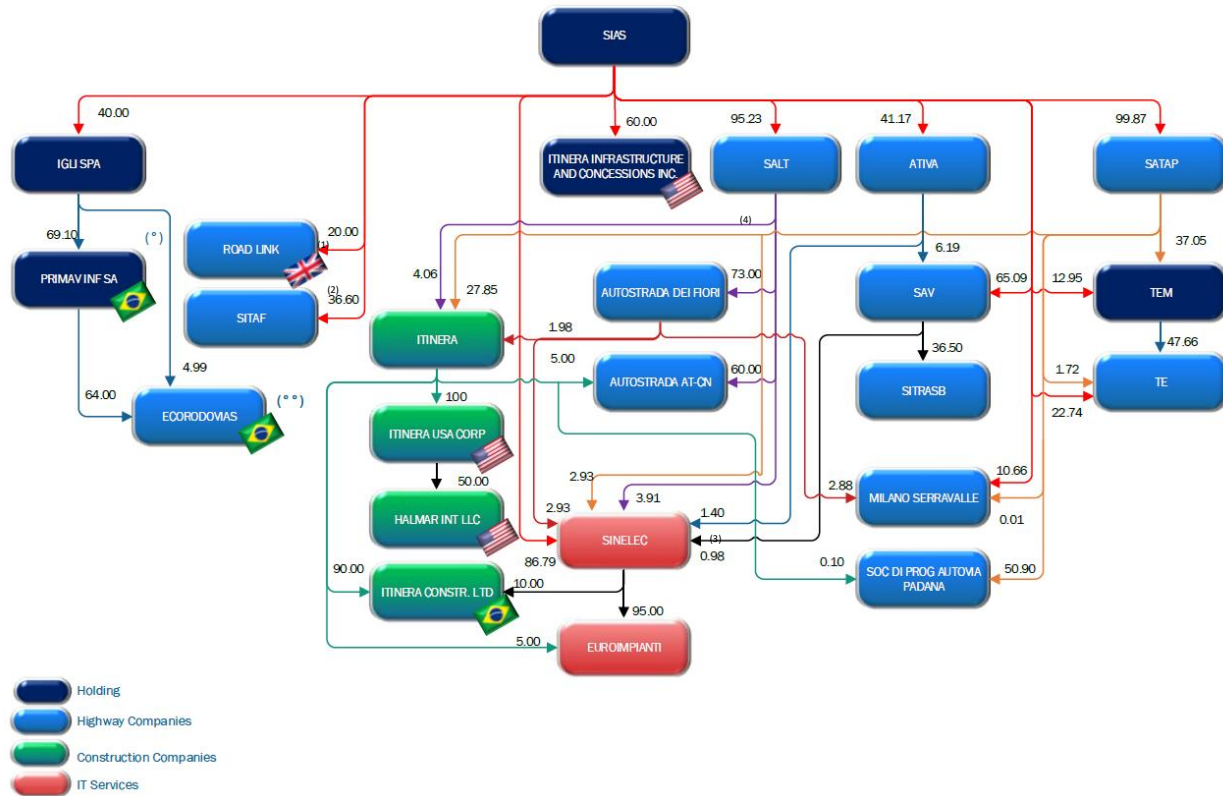 SIAS
40.00
60.00
95.23
41.17
99.87
IGLI SPA
ITINERA INFRASTRUCTURE
AND CONCESSIONS INC.
SALT
ATIVA
SATAP
69.10
(°)
ROAD LINK
20.00
(1)
(4)
6.19
37.05
PRIMAV INF SA
4.06
27.85
AUTOSTRADA DEI FIORI
73.00
SAV
65.09
12.95
TEM
SITAF
(2)
36.60
ITINERA
1.98
36.50
47.66
5.00
AUTOSTRADA AT-CN
60.00
SITRASB
1.72
TE
64.00
4.99
ECORODOVIAS
(°°)
100
22.74
ITINERA USA CORP
50.00
2.93
3.91
2.88
MILANO SERRAVALLE
10.66
0.01
HALMAR INT LLC
2.93
SINELEC
1.40
(3)
0.98
86.79
90.00
ITINERA CONSTR. LTD
10.00
0.10
SOC DI PROG AUTOVIA
PADANA
50.90
95.00
5.00
EUROIMPIANTI
Holding
Highway Companies
Construction Companies
IT Services